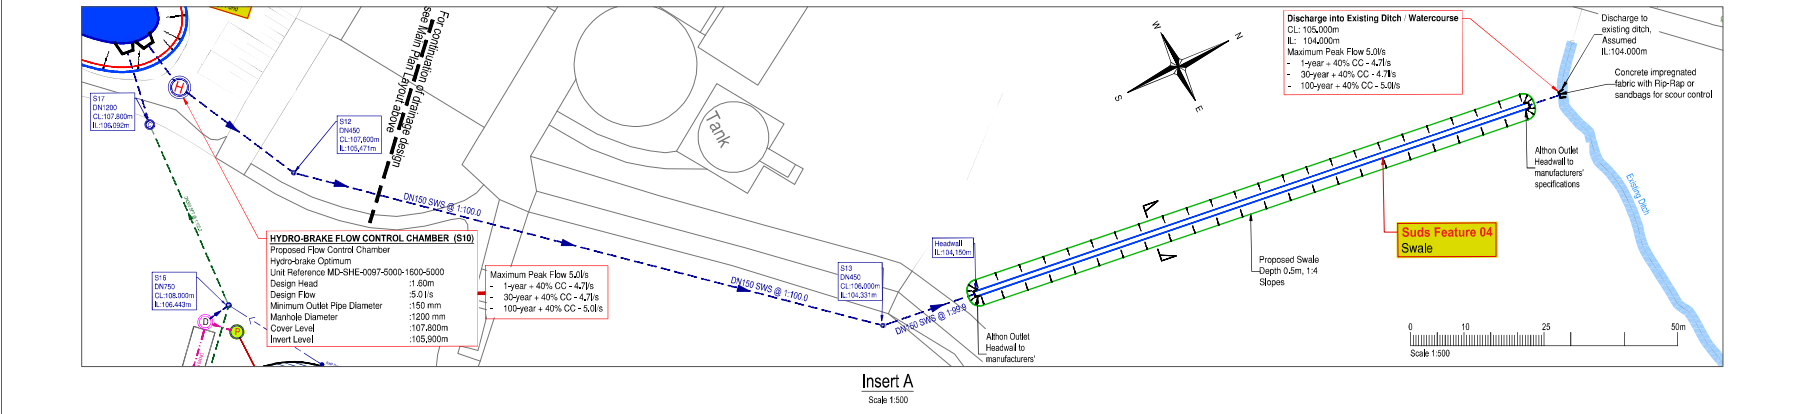 For continuation of drainage design
see Main Plan Layout above
S17
DN1200
CL:107.800m
IL:106.092m
H
S12
DN450
CL:107.600m
IL:105.471m
DN150 SWS @ 1:100.0
Tank
W
N
S
E
Discharge into Existing Ditch / Watercourse
CL: 105.000m
IL: 104.000m
Maximum Peak Flow 5.0l/s
- 1-year + 40% CC - 4.7l/s
- 30-year + 40% CC - 4.7l/s
- 100-year + 40% CC - 5.0l/s
Discharge to
existing ditch,
Assumed
IL:104.000m
Concrete impregnated
fabric with Rip-Rap or
sandbags for scour control
Althon Outlet
Headwall to
manufacturers'
specifications
Existing Ditch
HYDRO-BRAKE FLOW CONTROL CHAMBER (S10)
Proposed Flow Control Chamber
Hydro-brake Optimum
Unit Reference MD-SHE-0097-5000-1600-5000
Design Head :1.60m
Design Flow :5.0 l/s
Minimum Outlet Pipe Diameter :150 mm
Manhole Diameter :1200 mm
Cover Level :107.800m
Invert Level :105.900m
Maximum Peak Flow 5.0l/s
- 1-year + 40% CC - 4.7l/s
- 30-year + 40% CC - 4.7l/s
- 100-year + 40% CC - 5.0l/s
S16
DN750
CL:108.000m
IL:106.443m
D
P
DN150 SWS @ 1:100.0
S13
DN450
CL:106.000m
IL:104.331m
DN150 SWS @ 1:99.9
Headwall
IL:104.150m
Althon Outlet
Headwall to
manufacturers'
A
A
Proposed Swale
Depth 0.5m, 1:4
Slopes
Suds Feature 04
Swale
0 10 25 50m
Scale 1:500
Insert A
Scale 1:500